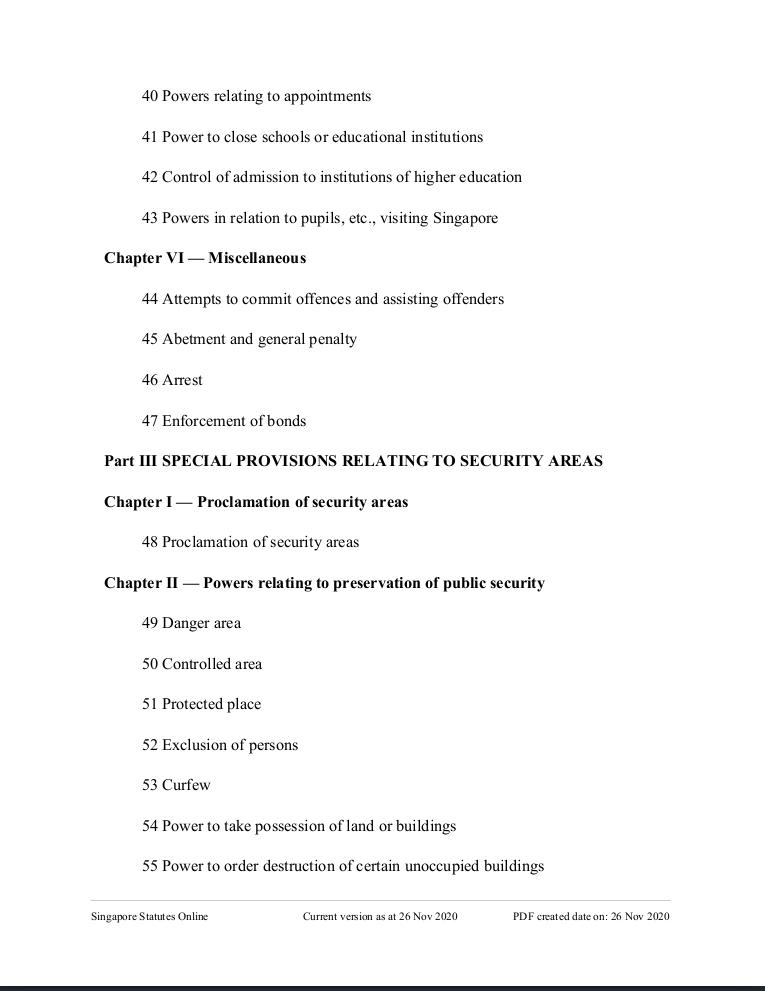 40 Powers relating to appointments
41 Power to close schools or educational institutions
42 Control of admission to institutions of higher education
43 Powers in relation to pupils, etc., visiting Singapore
Chapter VI — Miscellaneous
44 Attempts to commit offences and assisting offenders
45 Abetment and general penalty
46 Arrest
47 Enforcement of bonds
Part III SPECIAL PROVISIONS RELATING TO SECURITY AREAS
Chapter I — Proclamation of security areas
48 Proclamation of security areas
Chapter II — Powers relating to preservation of public security
49 Danger area
50 Controlled area
51 Protected place
52 Exclusion of persons
53 Curfew
54 Power to take possession of land or buildings
55 Power to order destruction of certain unoccupied buildings
Singapore Statutes Online Current version as at 26 Nov 2020 PDF created date on: 26 Nov 2020